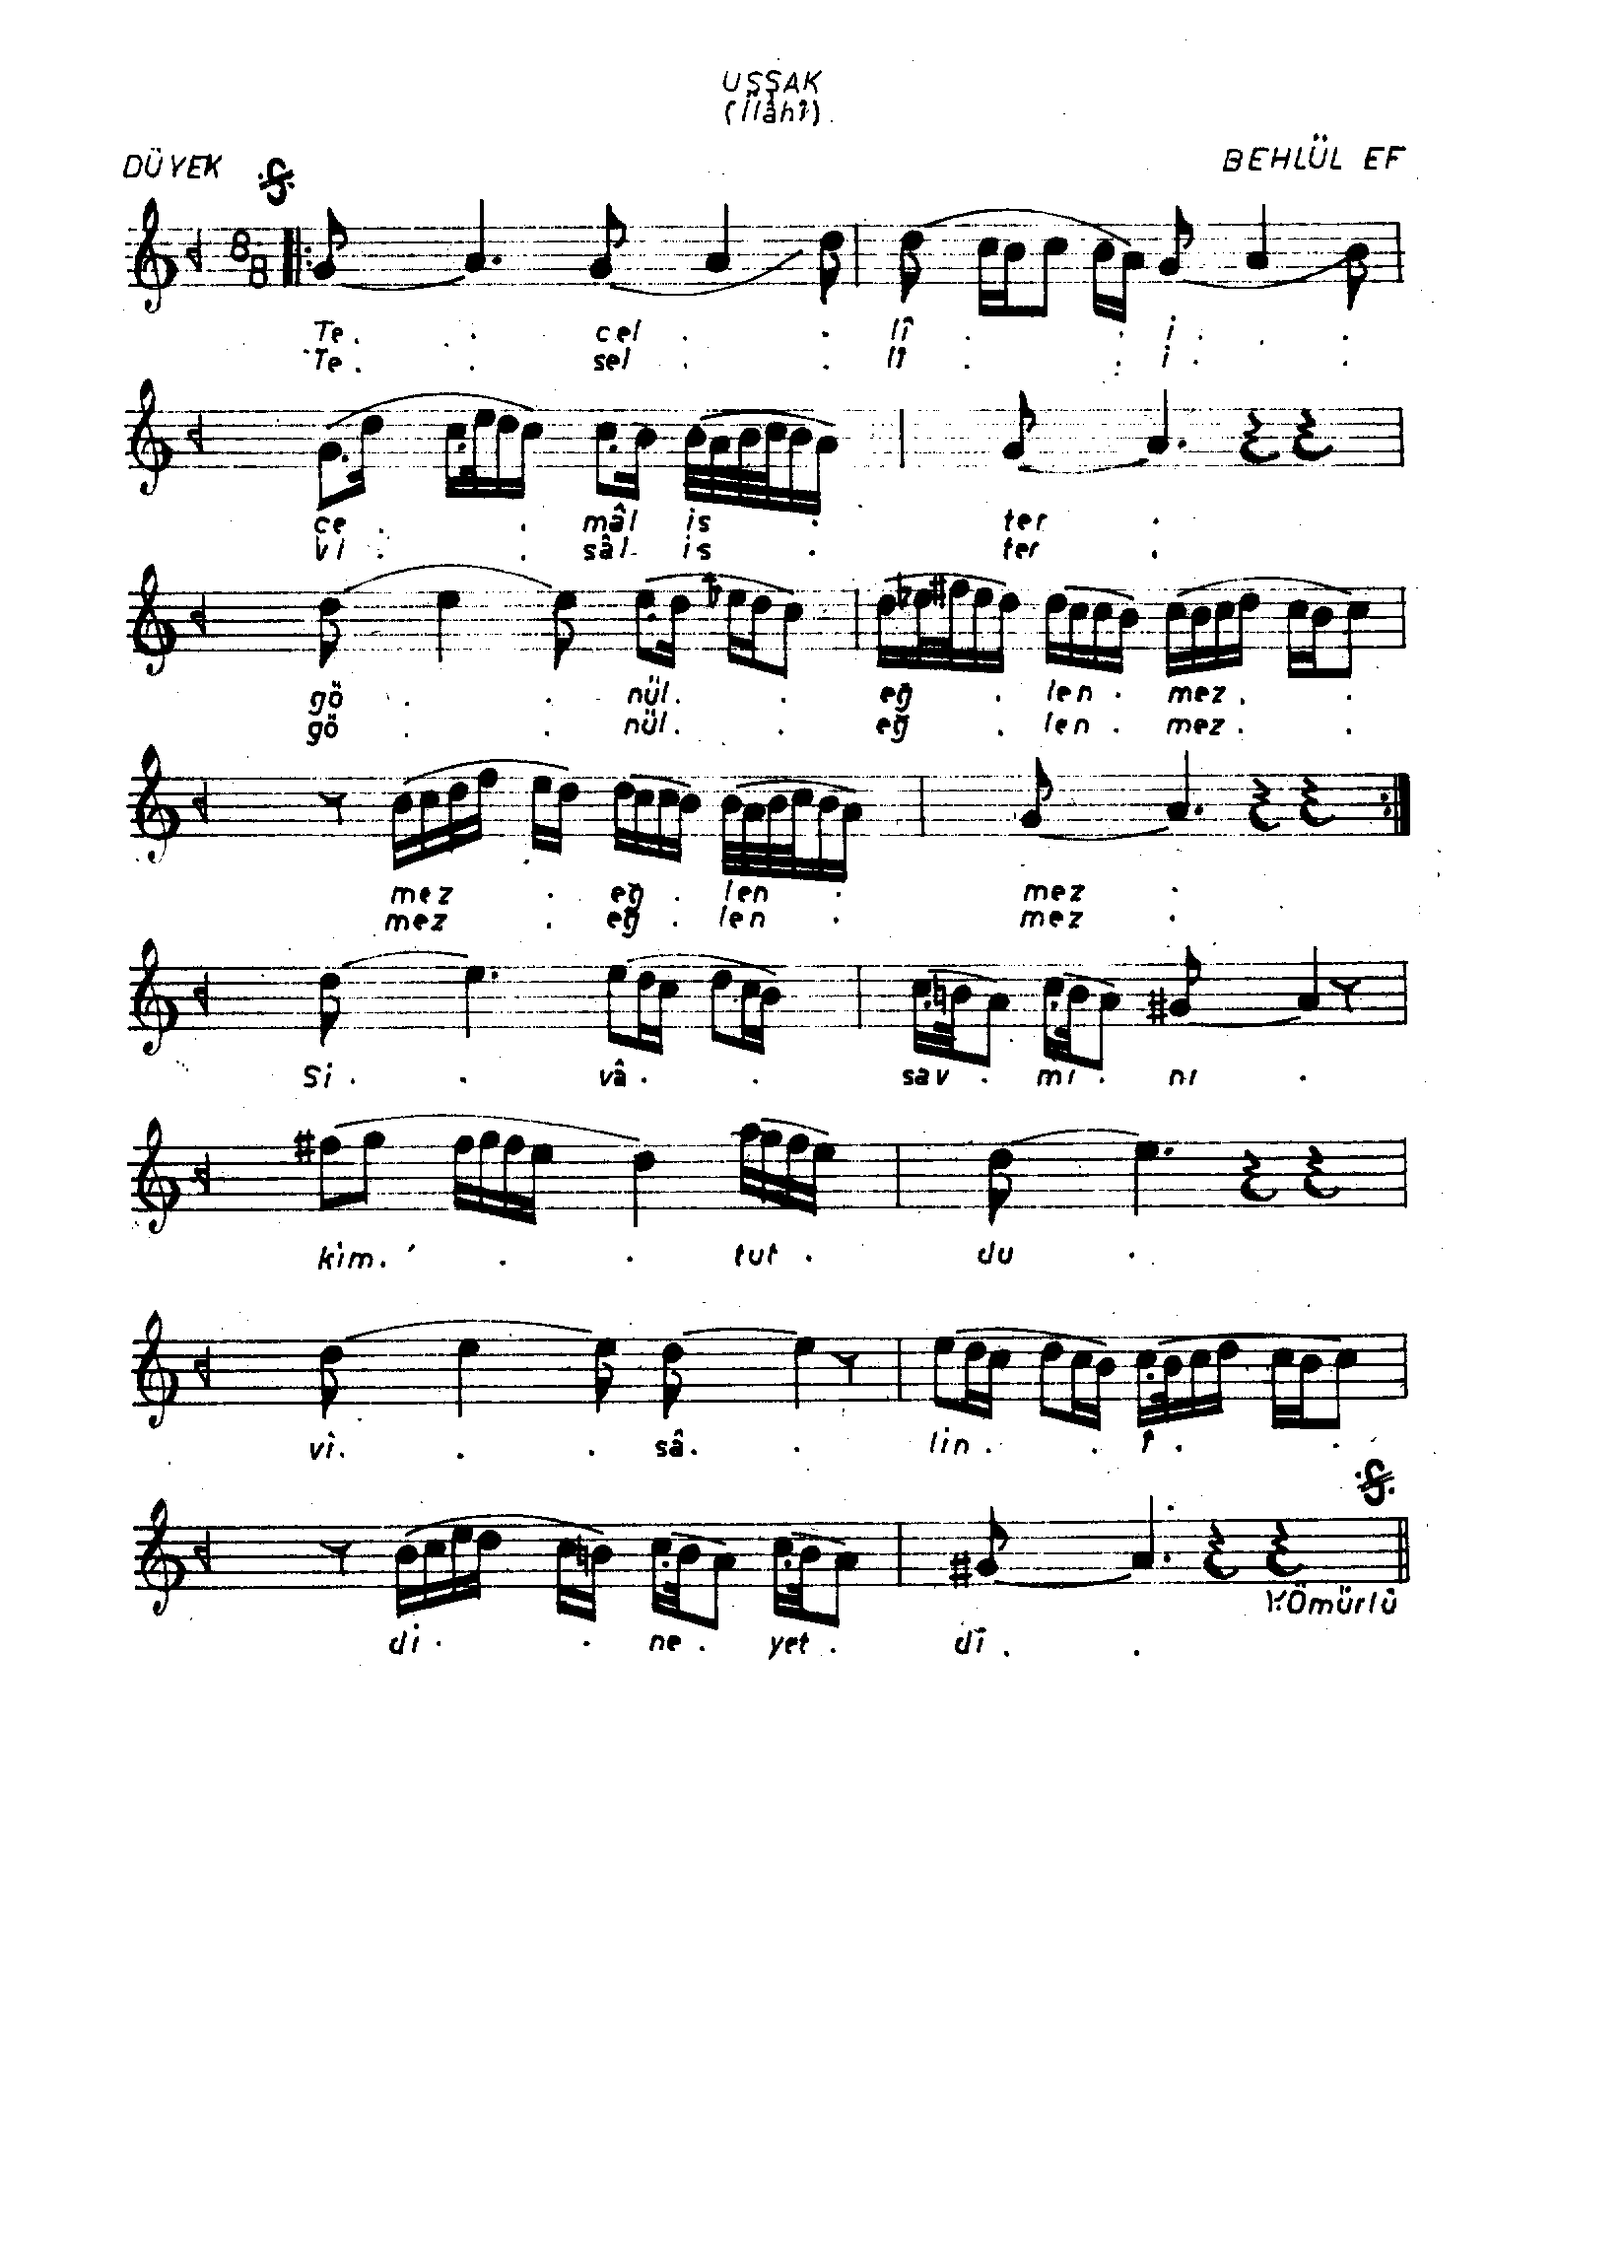 UŞŞAK
(İlâhî)
DÜYEK
BEHLÜL EF
8
8
Te. . cel . . lî . . i . . .
Te. . sel . . lî . : i . .
ce . . mâl is . ter .
vi . . sâl is . ter .
gö . . nül. . eğ . len . mez. .
gö . . nül. . eğ . len . mez. .
mez . eğ . len . mez .
mez . eğ . len . mez .
Si . . vâ . . sav . mı . nı .
kim. . . tut . du .
vi. . . sâ. . lin . . î . .
di . . ne . yet . dî . .
Y.Ömürlü